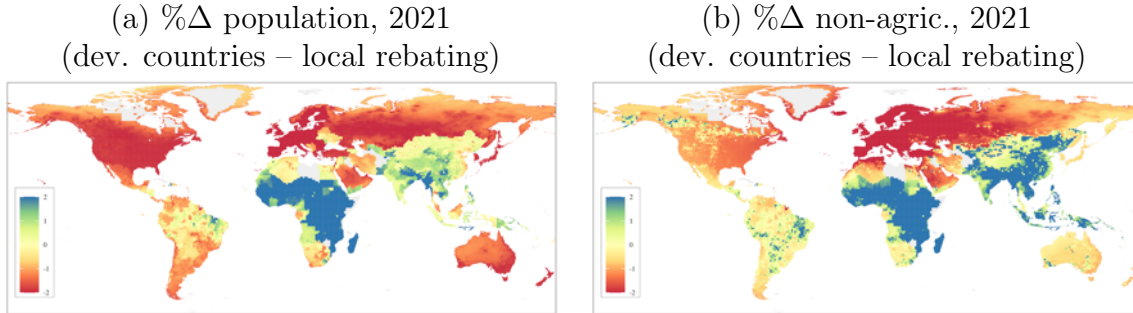 (a) %Δ population, 2021
(dev. countries – local rebating)
2
1
0
-1
-2
(b) %Δ non-agric., 2021
(dev. countries – local rebating)
2
1
0
-1
-2